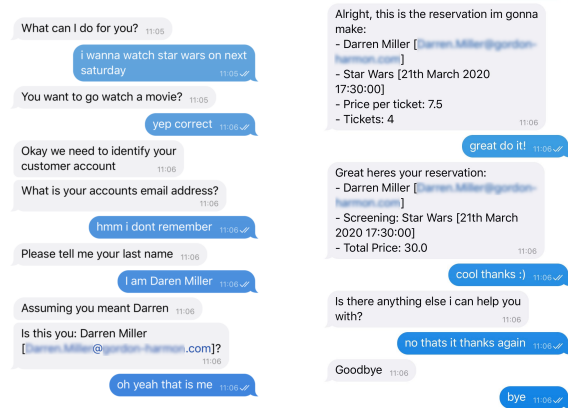 What can I do for you? 11:05
i wanna watch star wars on next
saturday 11:05
You want to go watch a movie? 11:05
yep correct 11:06
Okay we need to identify your
customer account 11:06
What is your accounts email address?
11:06
hmm i dont remember 11:06
Please tell me your last name 11:06
I am Daren Miller 11:06
Assuming you meant Darren 11:06
Is this you: Darren Miller
[@.com]?
11:06
oh yeah that is me 11:06
Alright, this is the reservation im gonna
make:
- Darren Miller [
]
- Star Wars [21th March 2020
17:30:00]
- Price per ticket: 7.5
- Tickets: 4 11:06
great do it! 11:06
Great heres your reservation:
- Darren Miller [
]
- Screening: Star Wars [21th March
2020 17:30:00]
- Total Price: 30.0 11:06
cool thanks :) 11:06
Is there anything else i can help you
with? 11:06
no thats it thanks again 11:06
Goodbye 11:06
bye 11:06